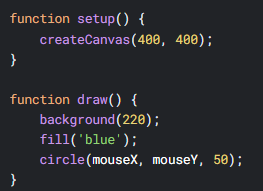 function setup() {
    createCanvas(400, 400);
}

function draw() {
    background(220);
    fill('blue');
    circle(mouseX, mouseY, 50);
}